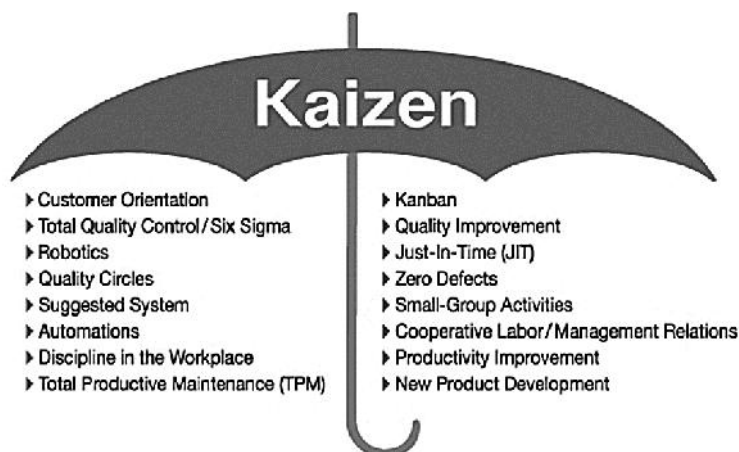 Kaizen
Customer Orientation
Total Quality Control/Six Sigma
Robotics
Quality Circles
Suggested System
Automations
Discipline in the Workplace
Total Productive Maintenance (TPM)
Kanban
Quality Improvement
Just-In-Time (JIT)
Zero Defects
Small-Group Activities
Cooperative Labor/Management Relations
Productivity Improvement
New Product Development